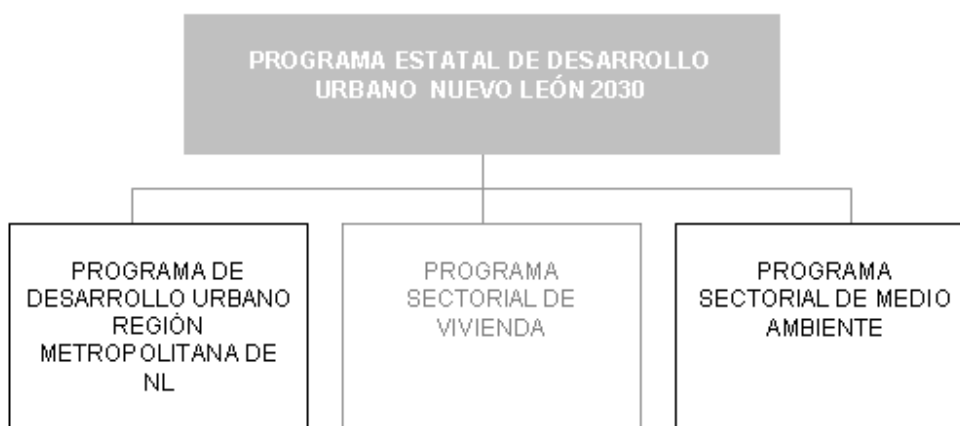 PROGRAMA ESTATAL DE DESARROLLO
URBANO NUEVO LEÓN 2030
PROGRAMA DE
DESARROLLO URBANO
REGIÓN
METROPOLITANA DE
NL
PROGRAMA
SECTORIAL DE
VIVIENDA
PROGRAMA
SECTORIAL DE MEDIO
AMBIENTE